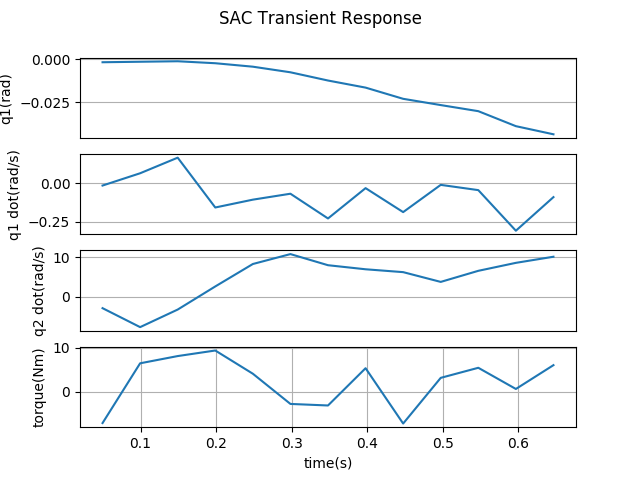 SAC Transient Response
0.000
−0.025
q1(rad)
0.00
−0.25
q1 dot(rad/s)
10
0
q2 dot(rad/s)
10
0
torque(Nm)
0.1 0.2 0.3 0.4 0.5 0.6
time(s)